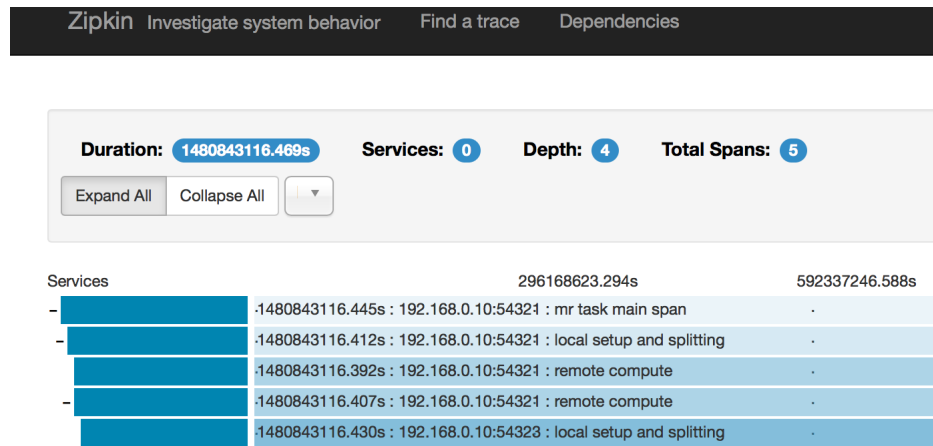 Zipkin Investigate system behavior Find a trace Dependencies
Duration: 1480843116.469s Services: 0 Depth: 4 Total Spans: 5
Expand All Collapse All
Services 296168623.294s 592337246.588s
-1480843116.445s : 192.168.0.10:54321 : mr task main span
-1480843116.412s : 192.168.0.10:54321 : local setup and splitting
-1480843116.392s : 192.168.0.10:54321 : remote compute
-1480843116.407s : 192.168.0.10:54321 : remote compute
-1480843116.430s : 192.168.0.10:54323 : local setup and splitting